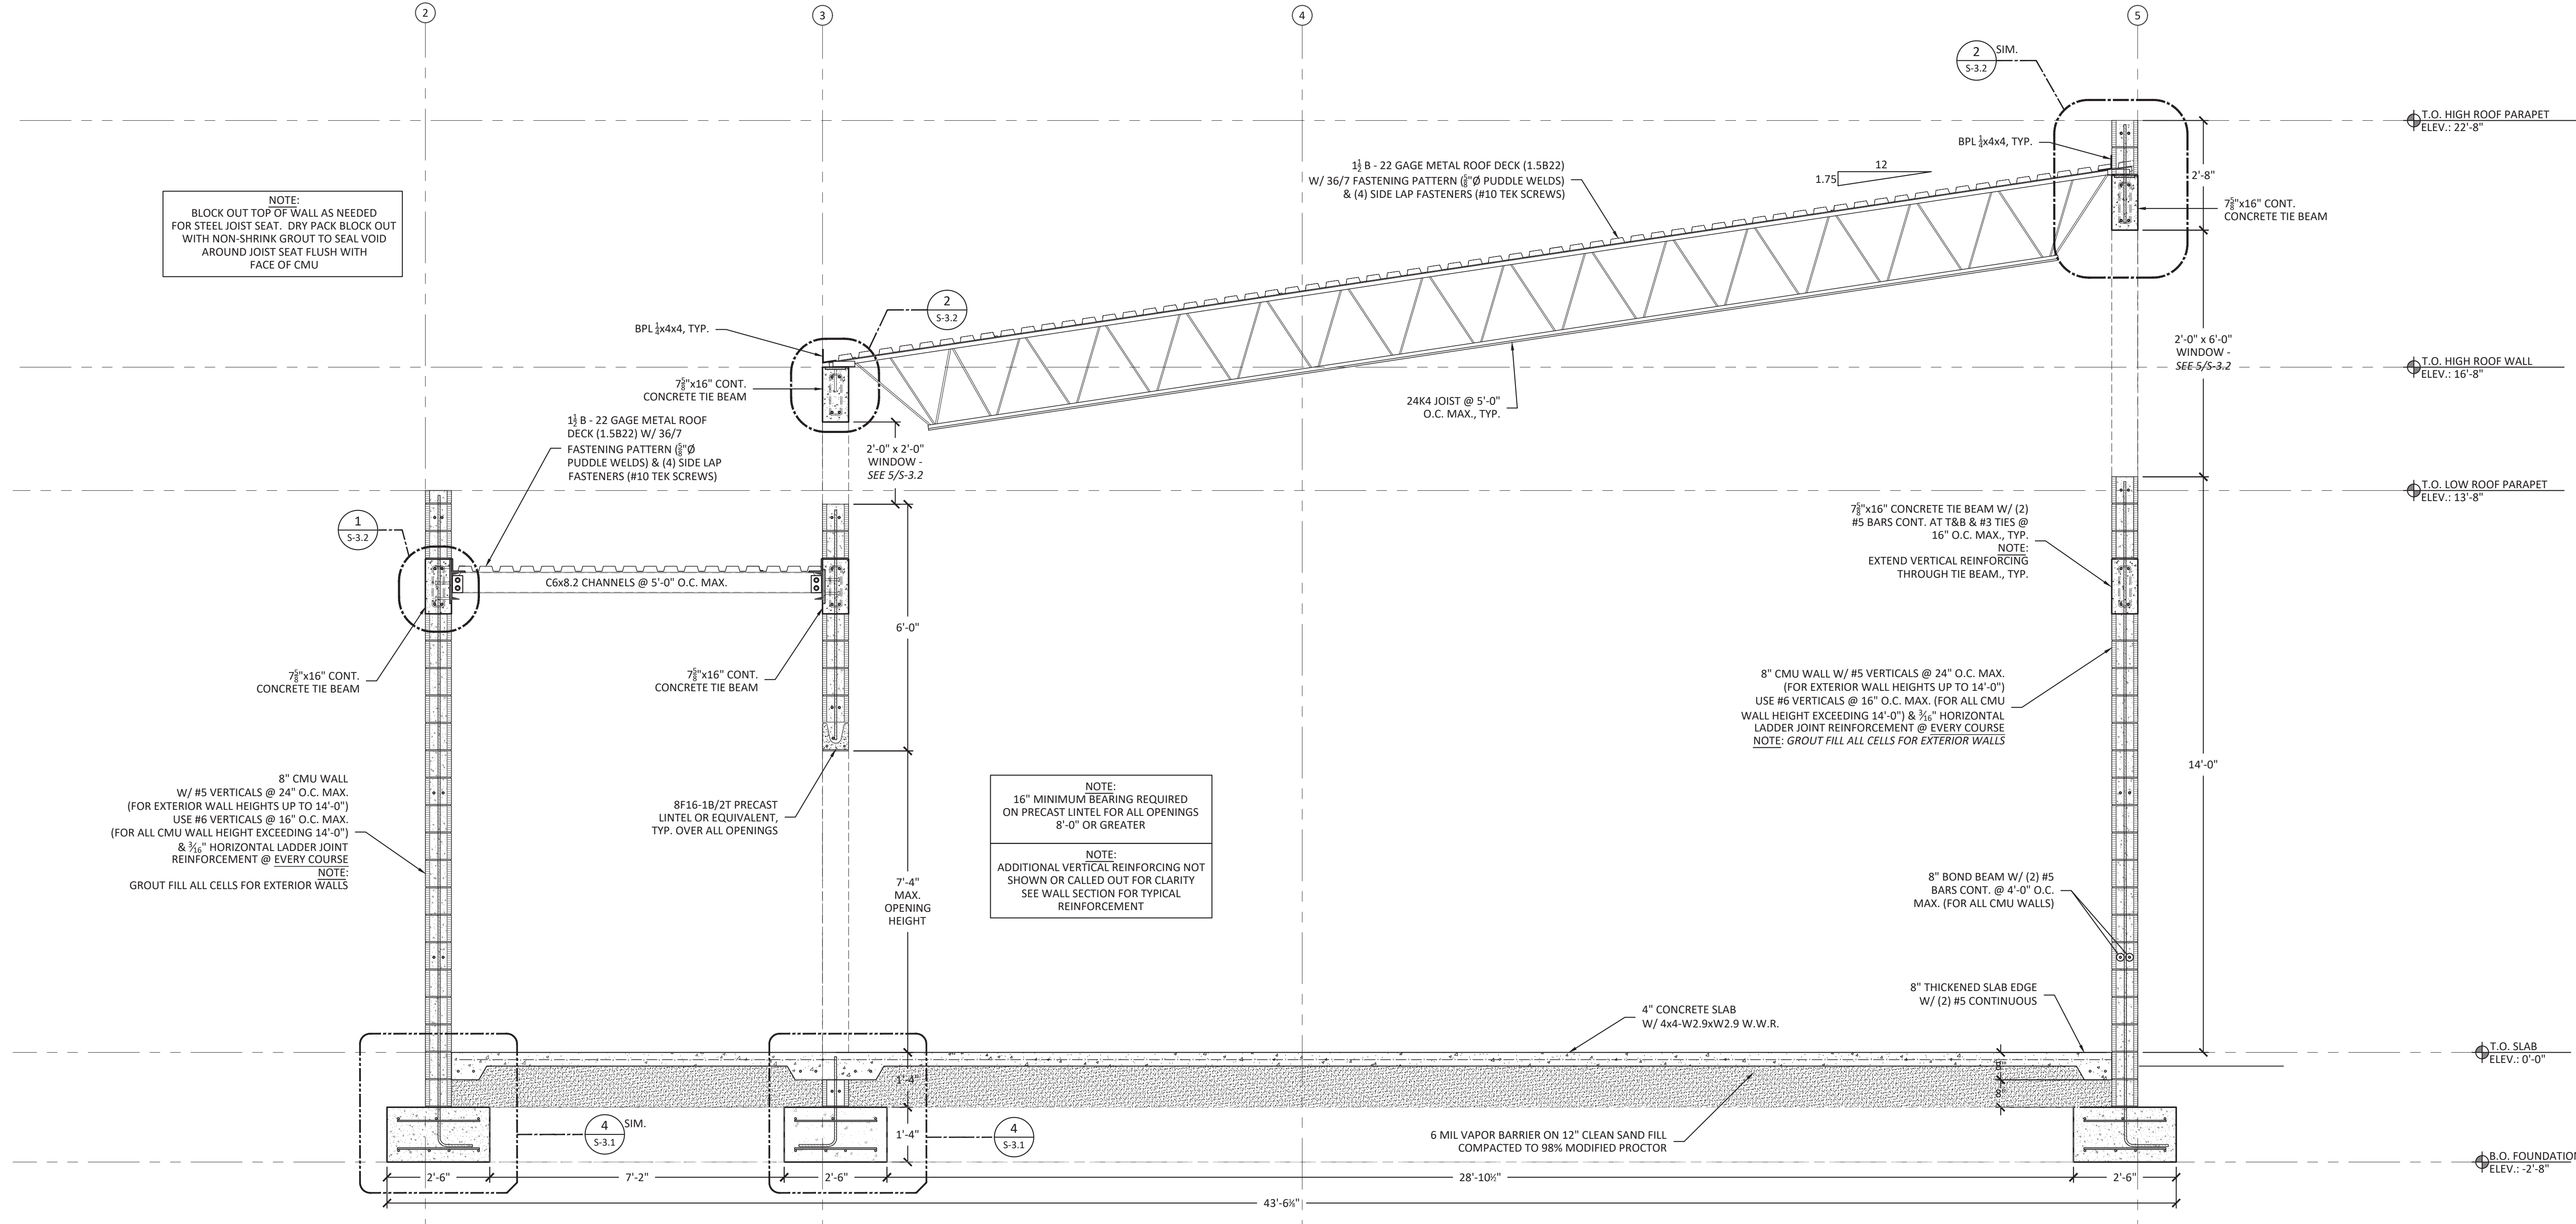 2
3
4
5
2
S-3.2
SIM.
T.O. HIGH ROOF PARAPET
ELEV.: 22'-8"
BPL ¼x4x4, TYP.
1½ B - 22 GAGE METAL ROOF DECK (1.5B22)
W/ 36/7 FASTENING PATTERN (⅝"Ø PUDDLE WELDS)
& (4) SIDE LAP FASTENERS (#10 TEK SCREWS)
12
1.75
2'-8"
7⅝"x16" CONT.
CONCRETE TIE BEAM
NOTE:
BLOCK OUT TOP OF WALL AS NEEDED
FOR STEEL JOIST SEAT. DRY PACK BLOCK OUT
WITH NON-SHRINK GROUT TO SEAL VOID
AROUND JOIST SEAT FLUSH WITH
FACE OF CMU
2
S-3.2
BPL ¼x4x4, TYP.
2'-0" x 6'-0"
WINDOW -
SEE 5/S-3.2
T.O. HIGH ROOF WALL
ELEV.: 16'-8"
7⅝"x16" CONT.
CONCRETE TIE BEAM
24K4 JOIST @ 5'-0"
O.C. MAX., TYP.
1½ B - 22 GAGE METAL ROOF
DECK (1.5B22) W/ 36/7
FASTENING PATTERN (⅝"Ø
PUDDLE WELDS) & (4) SIDE LAP
FASTENERS (#10 TEK SCREWS)
2'-0" x 2'-0"
WINDOW -
SEE 5/S-3.2
T.O. LOW ROOF PARAPET
ELEV.: 13'-8"
1
S-3.2
7⅝"x16" CONCRETE TIE BEAM W/ (2)
#5 BARS CONT. AT T&B & #3 TIES @
16" O.C. MAX., TYP.
NOTE:
EXTEND VERTICAL REINFORCING
THROUGH TIE BEAM., TYP.
C6x8.2 CHANNELS @ 5'-0" O.C. MAX.
6'-0"
7⅝"x16" CONT.
CONCRETE TIE BEAM
7⅝"x16" CONT.
CONCRETE TIE BEAM
8" CMU WALL W/ #5 VERTICALS @ 24" O.C. MAX.
(FOR EXTERIOR WALL HEIGHTS UP TO 14'-0")
USE #6 VERTICALS @ 16" O.C. MAX. (FOR ALL CMU
WALL HEIGHT EXCEEDING 14'-0") & 3⁄16" HORIZONTAL
LADDER JOINT REINFORCEMENT @ EVERY COURSE
NOTE: GROUT FILL ALL CELLS FOR EXTERIOR WALLS
14'-0"
8" CMU WALL
W/ #5 VERTICALS @ 24" O.C. MAX.
(FOR EXTERIOR WALL HEIGHTS UP TO 14'-0")
USE #6 VERTICALS @ 16" O.C. MAX.
(FOR ALL CMU WALL HEIGHT EXCEEDING 14'-0")
& 3⁄16" HORIZONTAL LADDER JOINT
REINFORCEMENT @ EVERY COURSE
NOTE:
GROUT FILL ALL CELLS FOR EXTERIOR WALLS
8F16-1B/2T PRECAST
LINTEL OR EQUIVALENT,
TYP. OVER ALL OPENINGS
NOTE:
16" MINIMUM BEARING REQUIRED
ON PRECAST LINTEL FOR ALL OPENINGS
8'-0" OR GREATER
NOTE:
ADDITIONAL VERTICAL REINFORCING NOT
SHOWN OR CALLED OUT FOR CLARITY
SEE WALL SECTION FOR TYPICAL
REINFORCEMENT
7'-4"
MAX.
OPENING
HEIGHT
8" BOND BEAM W/ (2) #5
BARS CONT. @ 4'-0" O.C.
MAX. (FOR ALL CMU WALLS)
8" THICKENED SLAB EDGE
W/ (2) #5 CONTINUOUS
4" CONCRETE SLAB
W/ 4x4-W2.9xW2.9 W.W.R.
T.O. SLAB
ELEV.: 0'-0"
1'-4"
8"
8"
4
S-3.1
SIM.
1'-4"
4
S-3.1
6 MIL VAPOR BARRIER ON 12" CLEAN SAND FILL
COMPACTED TO 98% MODIFIED PROCTOR
B.O. FOUNDATION
ELEV.: -2'-8"
2'-6"
7'-2"
2'-6"
28'-10½"
2'-6"